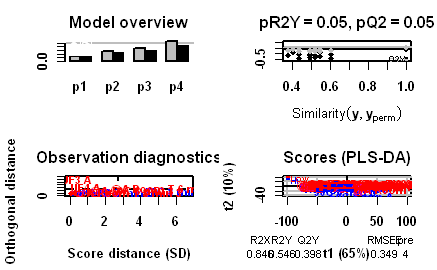 Model overview
0.0
p1 p2 p3 p4
pR2Y = 0.05, pQ2 = 0.05
-0.5
Q2Y
0.4 0.6 0.8 1.0
Similarity(y, yperm)
Observation diagnostics
Orthogonal distance
0
0 2 4 6
Score distance (SD)
Scores (PLS-DA)
t2 (10%)
-40
-100 0 50 100
R2X R2Y Q2Y RMSEE pre
0.846 0.546 0.398 t1 (65%) 0.349 4